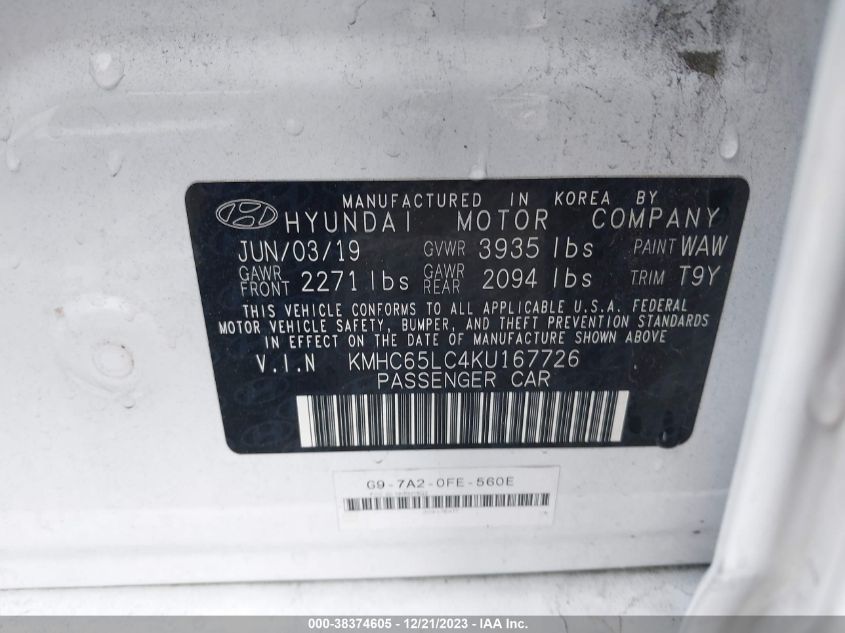 MANUFACTURED IN KOREA BY
HYUNDAI MOTOR COMPANY
JUN/03/19 GVWR 3935 lbs PAINT WAW
GAWR FRONT 2271 lbs GAWR REAR 2094 lbs TRIM T9Y
THIS VEHICLE CONFORMS TO ALL APPLICABLE U.S.A. FEDERAL
MOTOR VEHICLE SAFETY, BUMPER, AND THEFT PREVENTION STANDARDS
IN EFFECT ON THE DATE OF MANUFACTURE SHOWN ABOVE
V.I.N KMHC65LC4KU167726
PASSENGER CAR
G9-7A2-0FE-560E
000-38374605 - 12/21/2023 - IAA Inc.